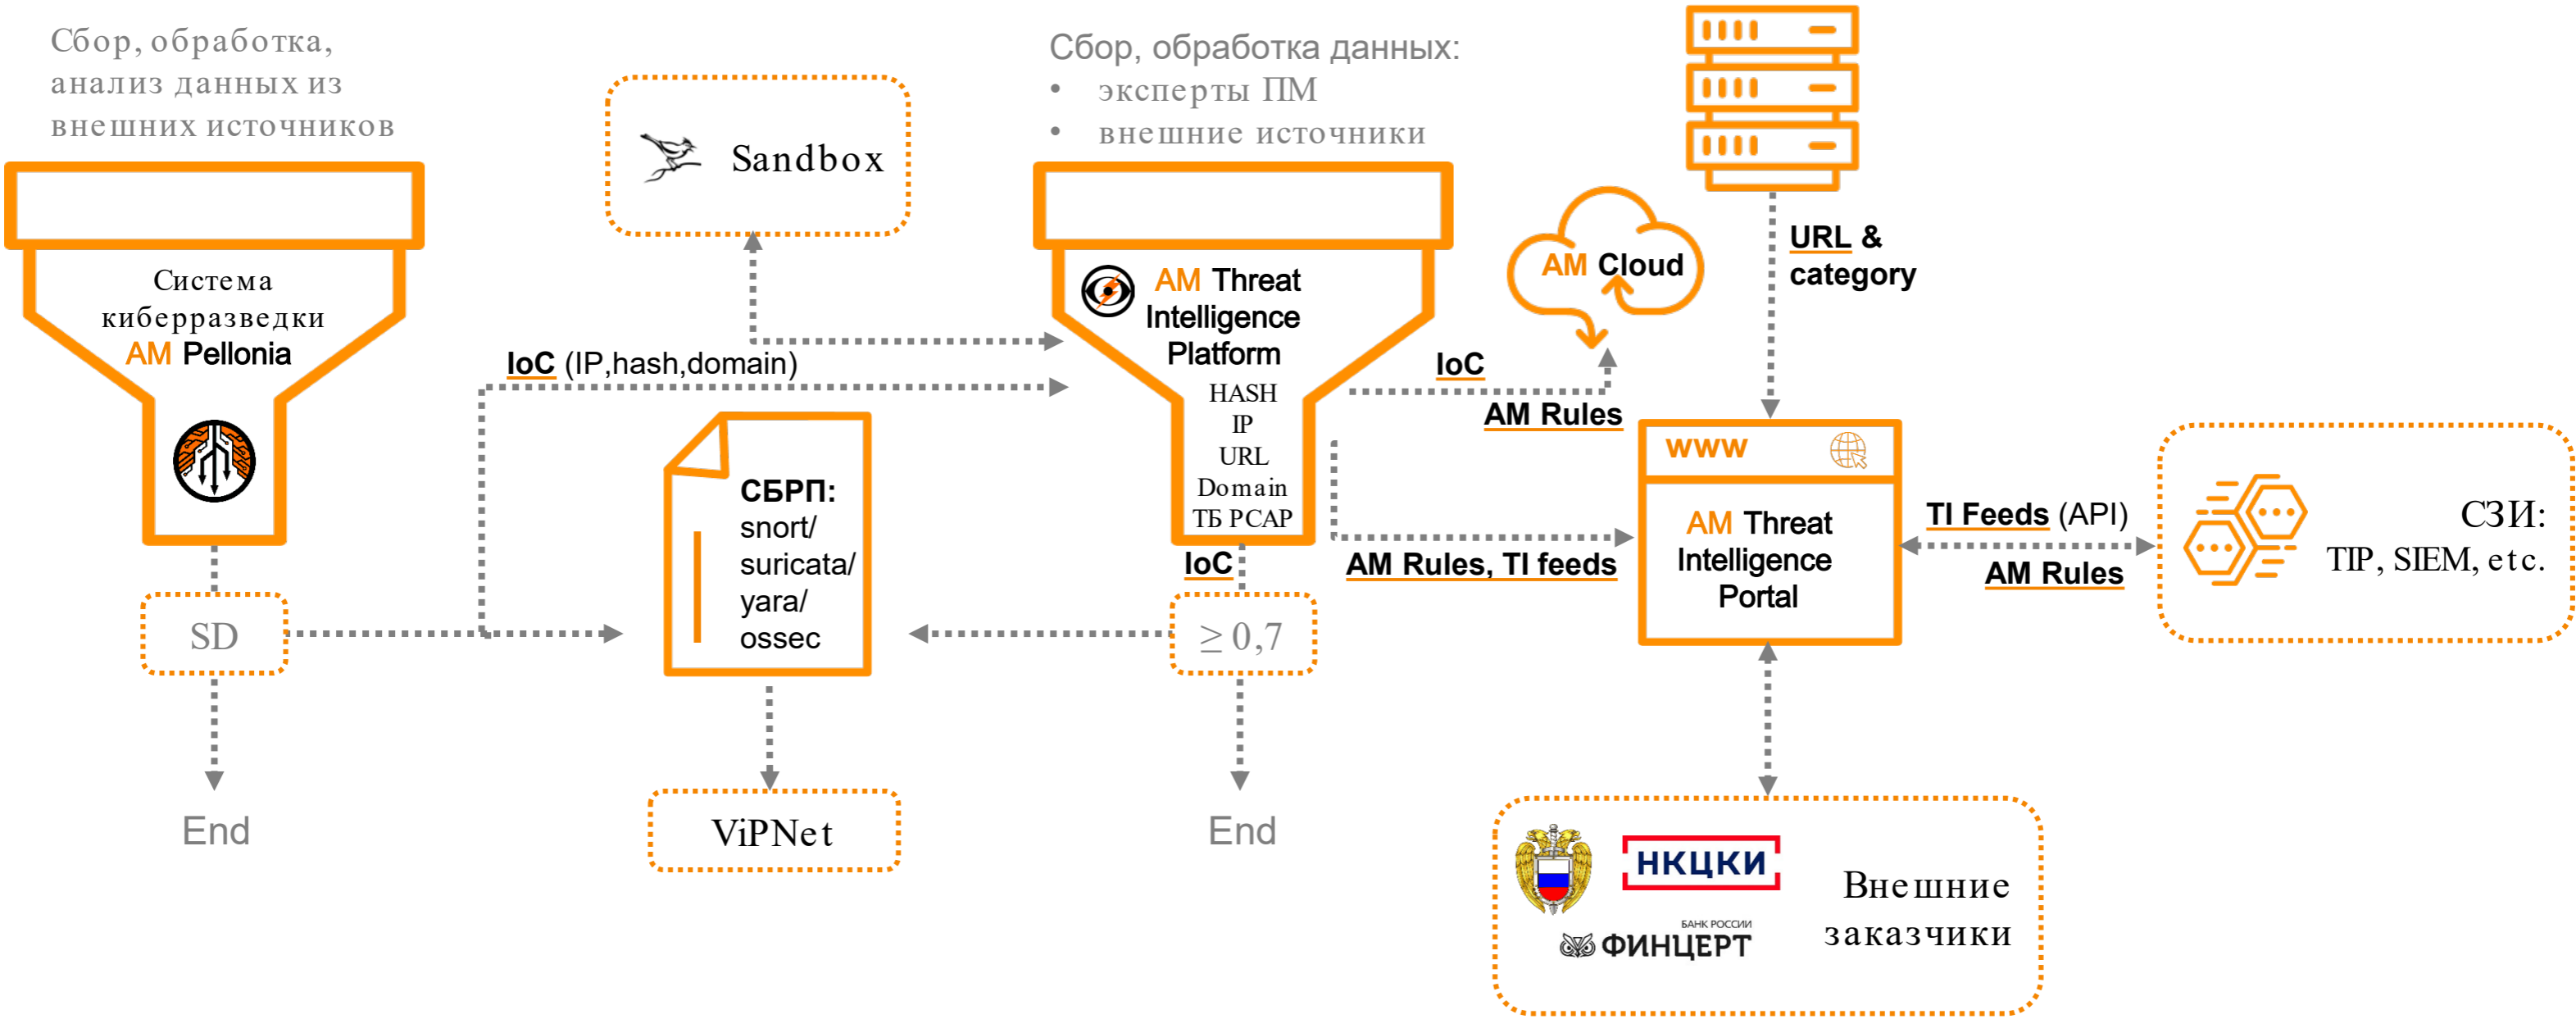 Сбор, обработка,
анализ данных из
внешних источников
Система
киберразведки
AM Pellonia
SD
End
Sandbox
IoC (IP,hash,domain)
СБРП:
snort/
suricata/
yara/
ossec
ViPNet
Сбор, обработка данных:
• эксперты ПМ
• внешние источники
AM Threat
Intelligence
Platform
HASH
IP
URL
Domain
ТБ PCAP
IoC
≥ 0,7
End
AM Cloud
IoC
AM Rules
AM Rules, TI feeds
URL &
category
www
AM Threat
Intelligence
Portal
TI Feeds (API)
AM Rules
СЗИ:
TIP, SIEM, etc.
НКЦКИ
БАНК РОССИИ
ФИНЦЕРТ
Внешние
заказчики